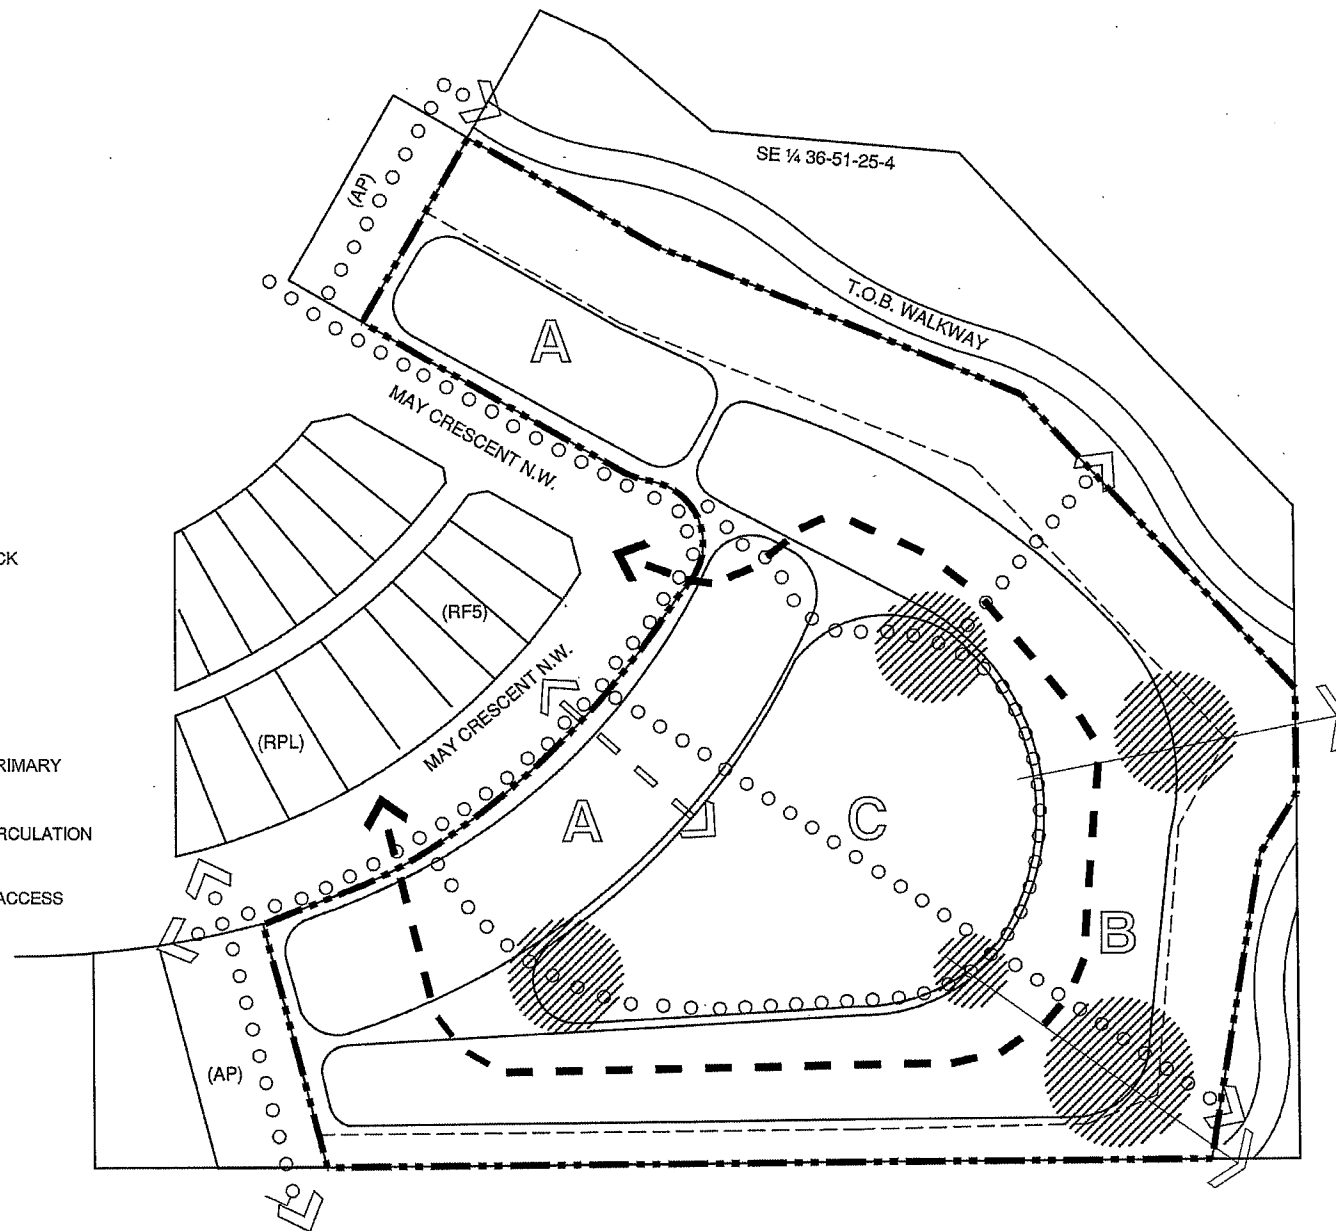 SE ¼ 36-51-25-4
(AP)
T.O.B. WALKWAY
A
MAY CRESCENT N.W.
CK
(RF5)
MAY CRESCENT N.W.
(RPL)
RIMARY
A
C
RCULATION
ACCESS
B
(AP)